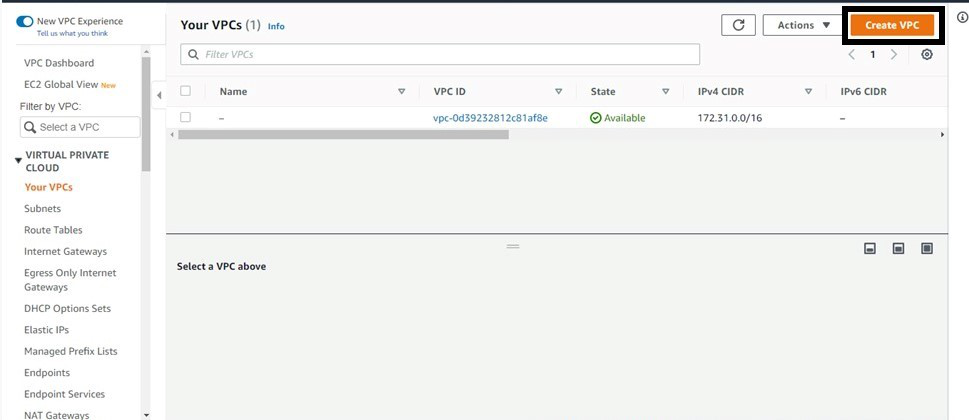 New VPC Experience
Tell us what you think
VPC Dashboard
EC2 Global View New
Filter by VPC:
Select a VPC
VIRTUAL PRIVATE
CLOUD
Your VPCs
Subnets
Route Tables
Internet Gateways
Egress Only Internet
Gateways
DHCP Options Sets
Elastic IPs
Managed Prefix Lists
Endpoints
Endpoint Services
NAT Gateways
Your VPCs (1) Info
Actions
Create VPC
Filter VPCs
1
Name VPC ID State IPv4 CIDR IPv6 CIDR
– vpc-0d39232812c81af8e Available 172.31.0.0/16 –
Select a VPC above